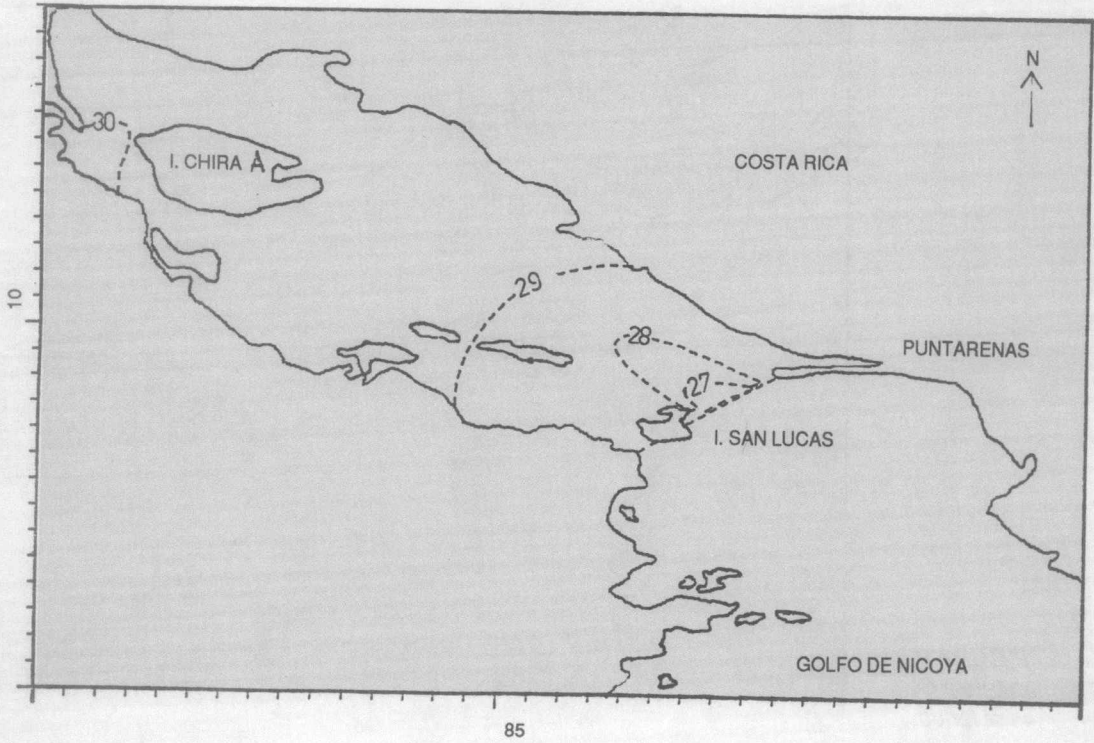 N
30
I. CHIRA A
COSTA RICA
29
10
28
PUNTARENAS
27
I. SAN LUCAS
GOLFO DE NICOYA
85